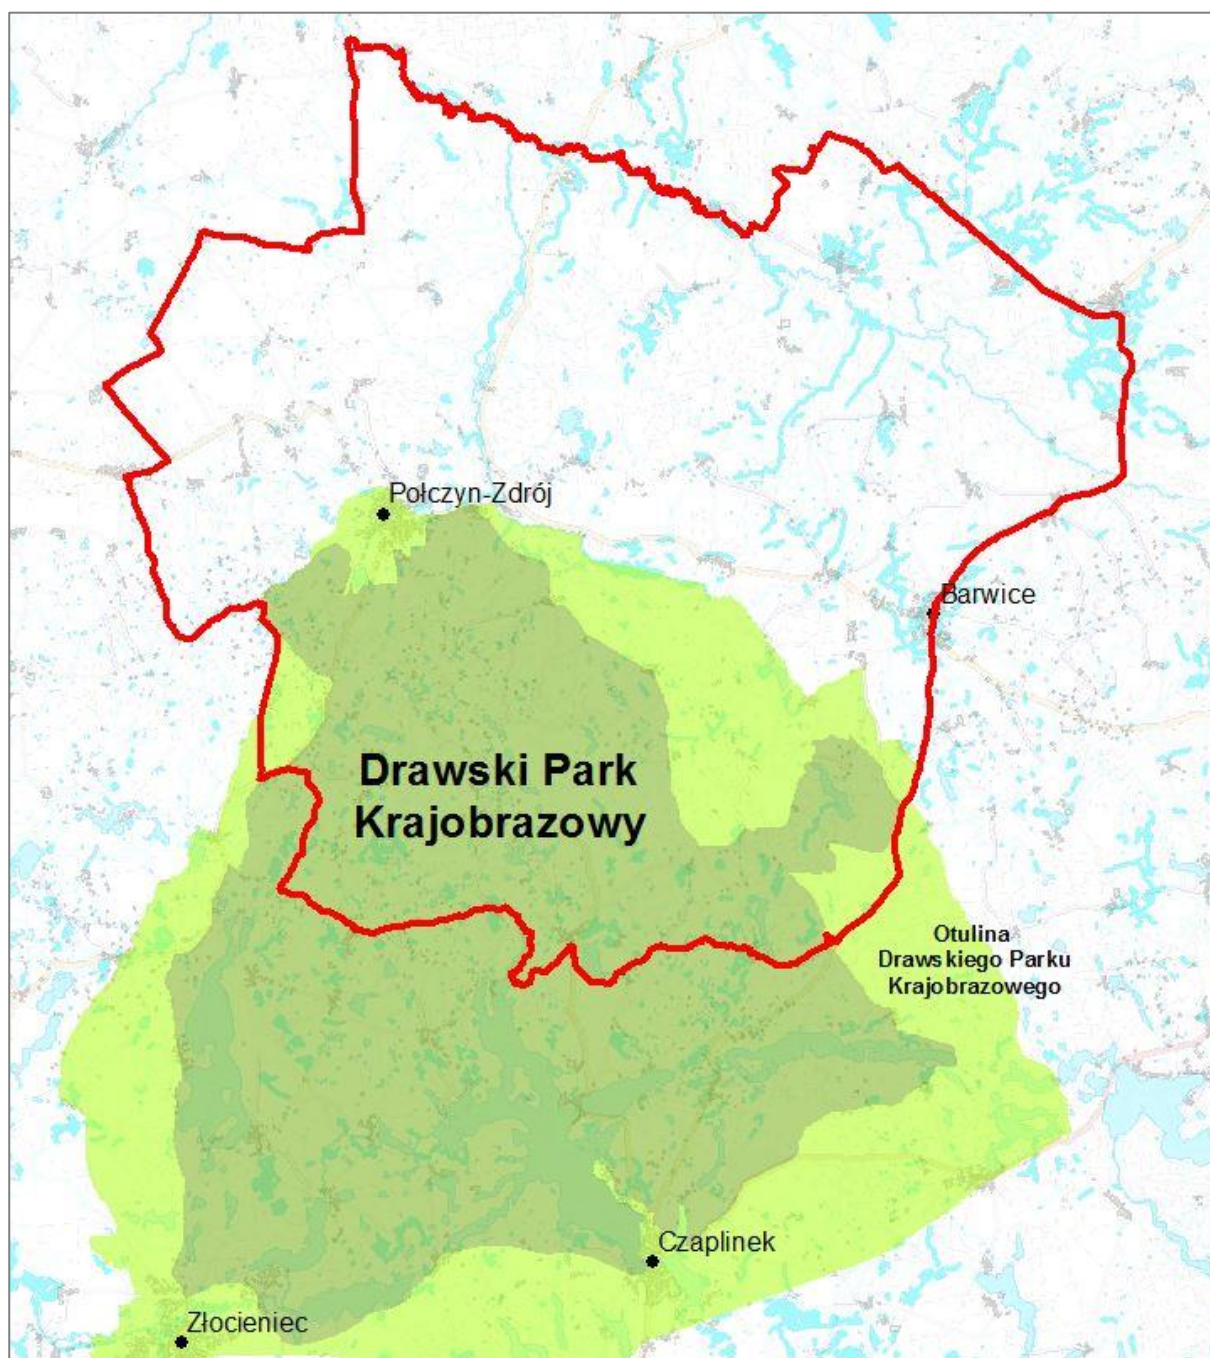 Połczyn-Zdrój
Barwice
Drawski Park
Krajobrazowy
Otulina
Drawskiego Parku
Krajobrazowego
Czaplinek
Złocieniec